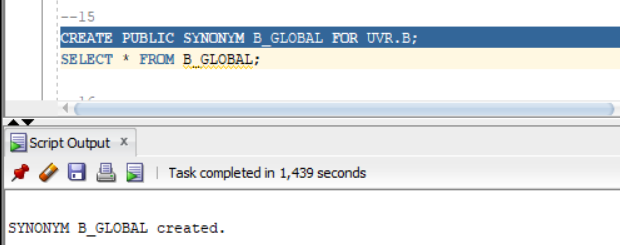 --15
CREATE PUBLIC SYNONYM B_GLOBAL FOR UVR.B;
SELECT * FROM B_GLOBAL;
Script Output x
Task completed in 1,439 seconds
SYNONYM B_GLOBAL created.